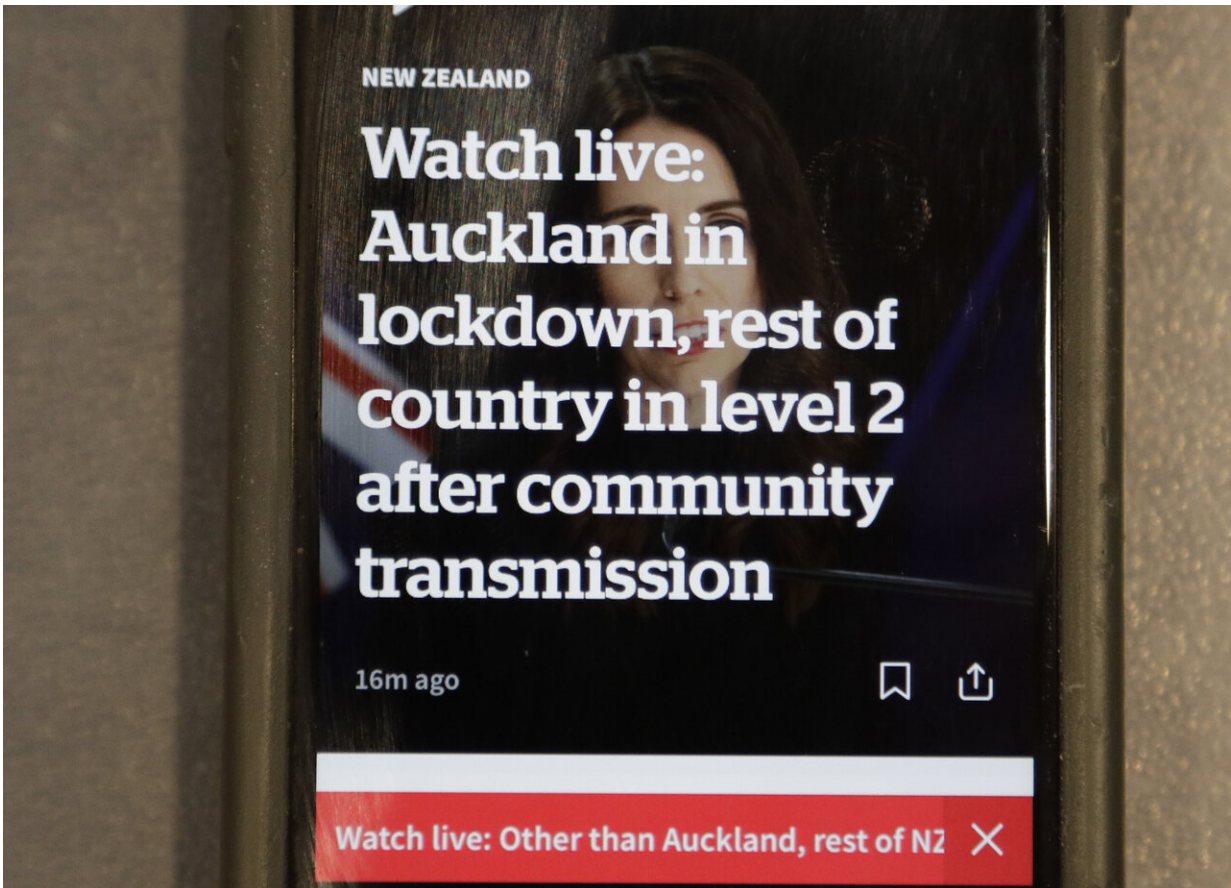 NEW ZEALAND
Watch live:
Auckland in
lockdown, rest of
country in level 2
after community
transmission
16m ago
Watch live: Other than Auckland, rest of NZ